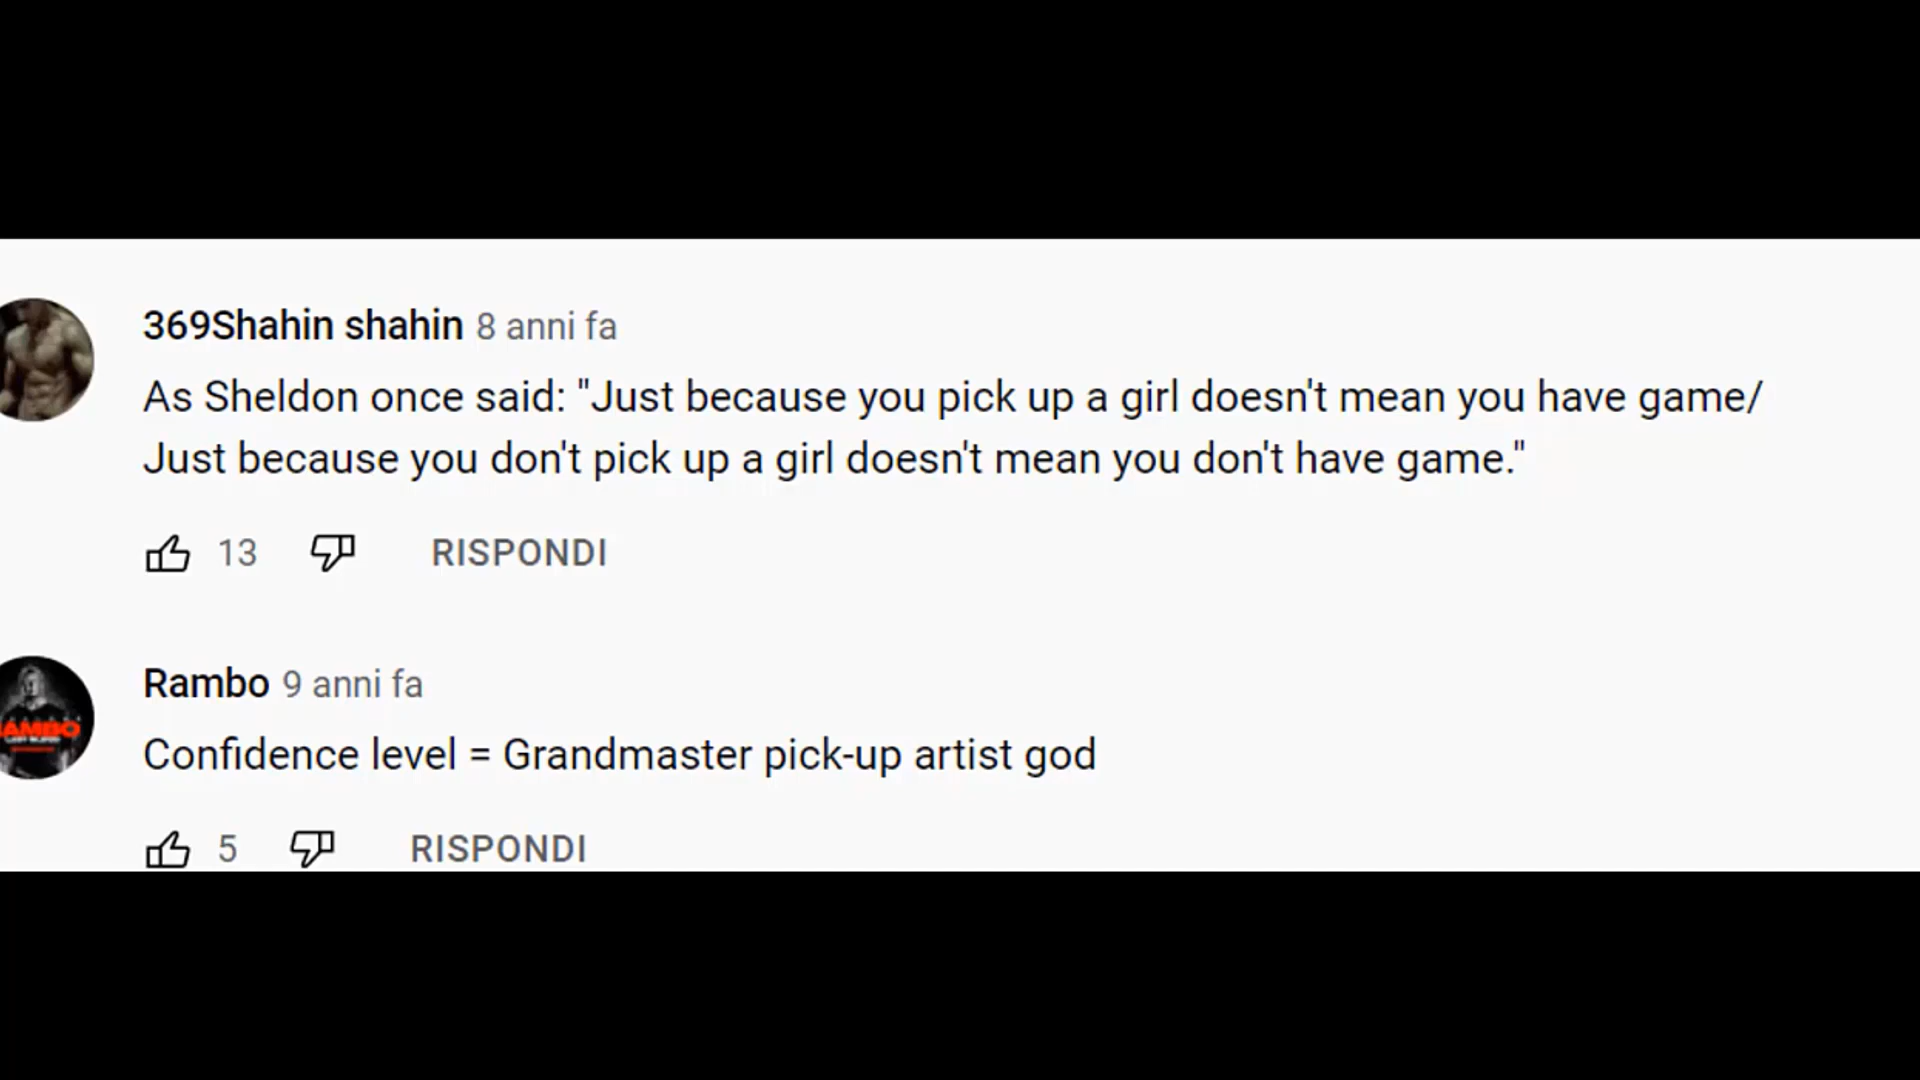 369Shahin shahin 8 anni fa
As Sheldon once said: "Just because you pick up a girl doesn't mean you have game/
Just because you don't pick up a girl doesn't mean you don't have game."
13 RISPONDI
Rambo 9 anni fa
AMBO
Confidence level = Grandmaster pick-up artist god
5 RISPONDI